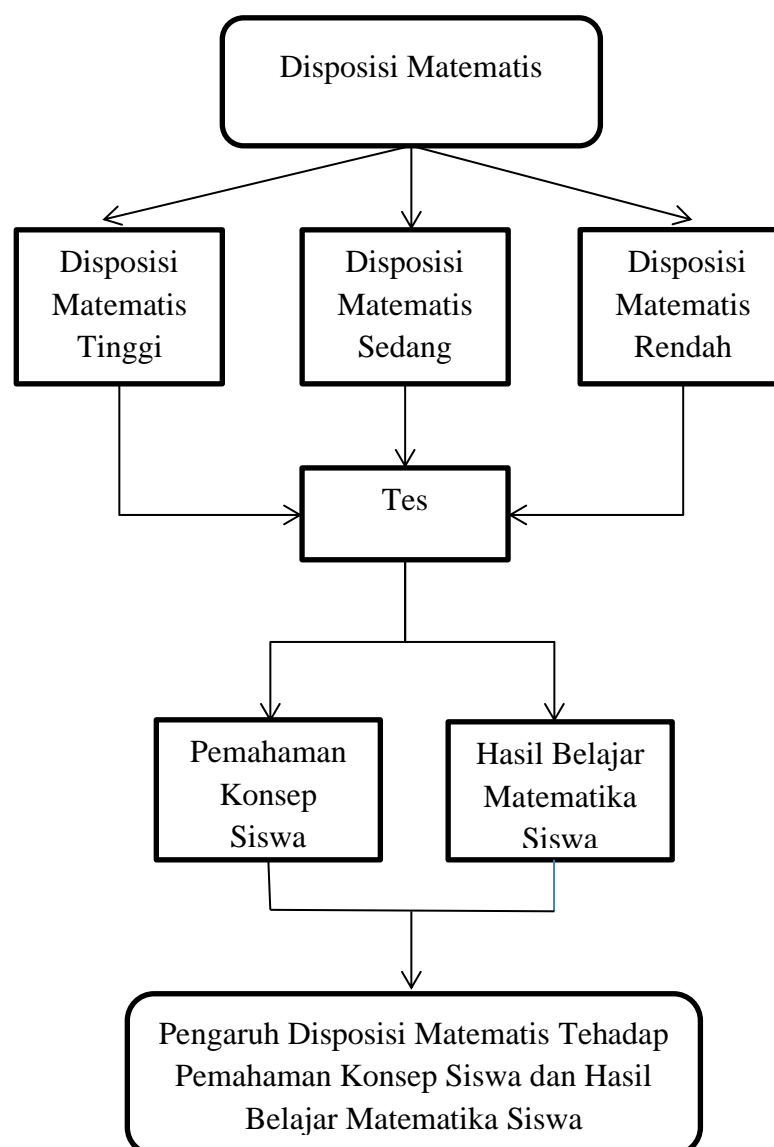 Disposisi Matematis
Disposisi
Matematis
Tinggi
Disposisi
Matematis
Sedang
Disposisi
Matematis
Rendah
Tes
Pemahaman
Konsep
Siswa
Hasil Belajar
Matematika
Siswa
Pengaruh Disposisi Matematis Tehadap
Pemahaman Konsep Siswa dan Hasil
Belajar Matematika Siswa